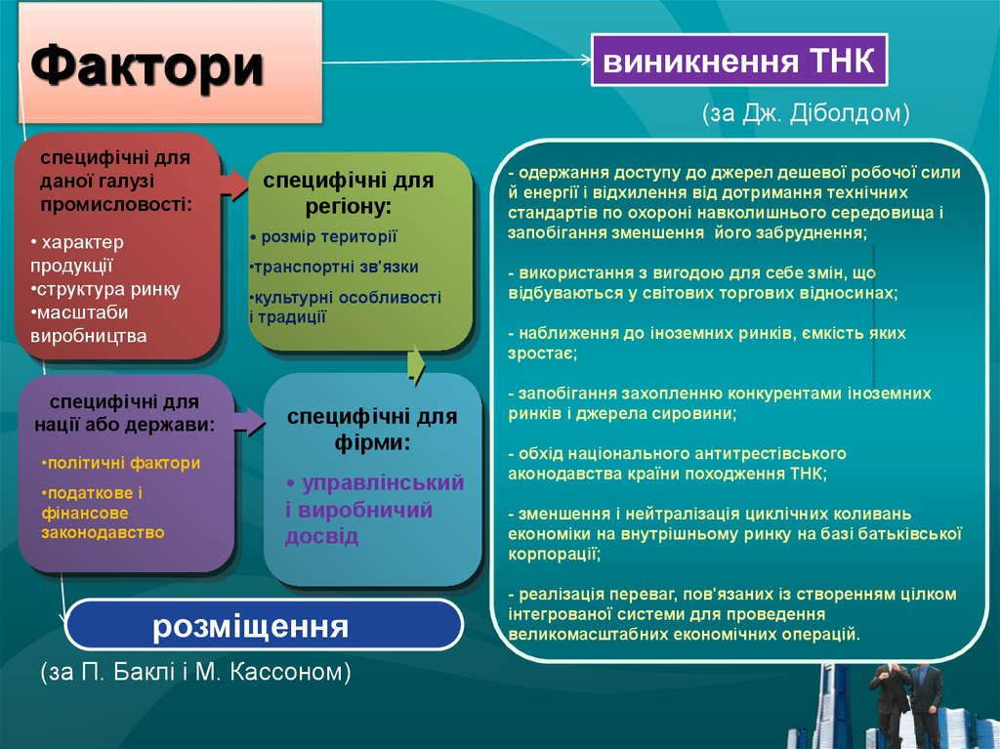 Фактори
виникнення ТНК
(за Дж. Діболдом)
специфічні для
даної галузі
промисловості:
• характер
продукції
•структура ринку
•масштаби
виробництва
специфічні для
регіону:
• розмір території
•транспортні зв'язки
•культурні особливості
і традиції
специфічні для
нації або держави:
•політичні фактори
•податкове і
фінансове
законодавство
специфічні для
фірми:
• управлінський
і виробничий
досвід
розміщення
(за П. Баклі і М. Кассоном)
- одержання доступу до джерел дешевої робочої сили
й енергії і відхилення від дотримання технічних
стандартів по охороні навколишнього середовища і
запобігання зменшення його забруднення;
- використання з вигодою для себе змін, що
відбуваються у світових торгових відносинах;
- наближення до іноземних ринків, ємкість яких
зростає;
- запобігання захопленню конкурентами іноземних
ринків і джерела сировини;
- обхід національного антитрестівського
аконодавства країни походження ТНК;
- зменшення і нейтралізація циклічних коливань
економіки на внутрішньому ринку на базі батьківської
корпорації;
- реалізація переваг, пов'язаних із створенням цілком
інтегрованої системи для проведення
великомасштабних економічних операцій.